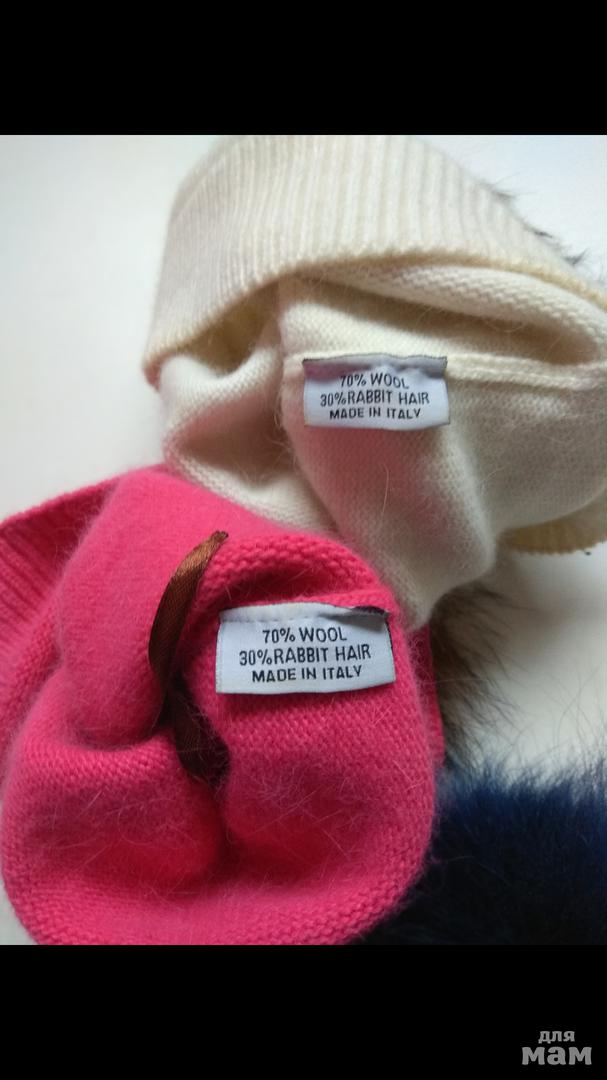 70% WOOL
30%RABBIT HAIR
MADE IN ITALY
70% WOOL
30%RABBIT HAIR
MADE IN ITALY
для
мам